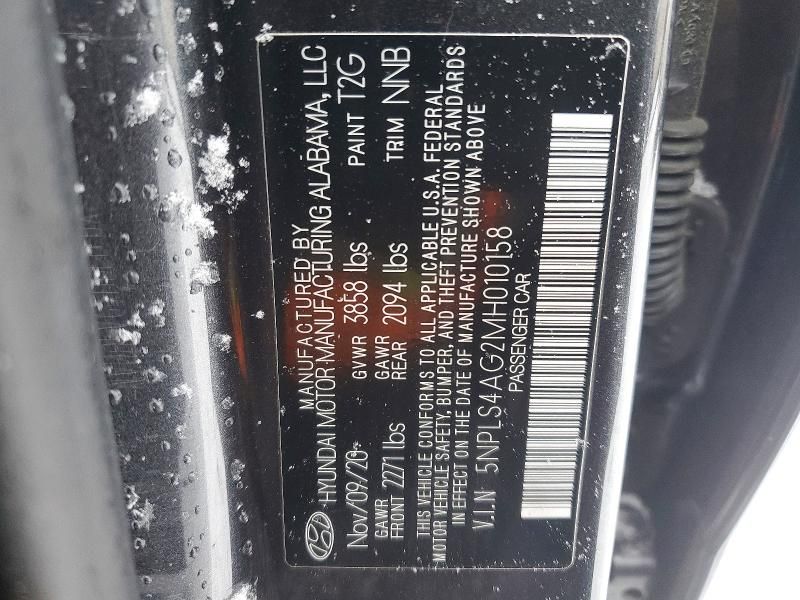 MANUFACTURED BY
HYUNDAI MOTOR MANUFACTURING ALABAMA, LLC
Nov/09/20 GVWR 3858 lbs PAINT T2G
GAWR FRONT 2271 lbs GAWR REAR 2094 lbs TRIM NNB
THIS VEHICLE CONFORMS TO ALL APPLICABLE U.S.A. FEDERAL
MOTOR VEHICLE SAFETY, BUMPER, AND THEFT PREVENTION STANDARDS
IN EFFECT ON THE DATE OF MANUFACTURE SHOWN ABOVE
V.I.N 5NPLS4AG2MH010158
PASSENGER CAR